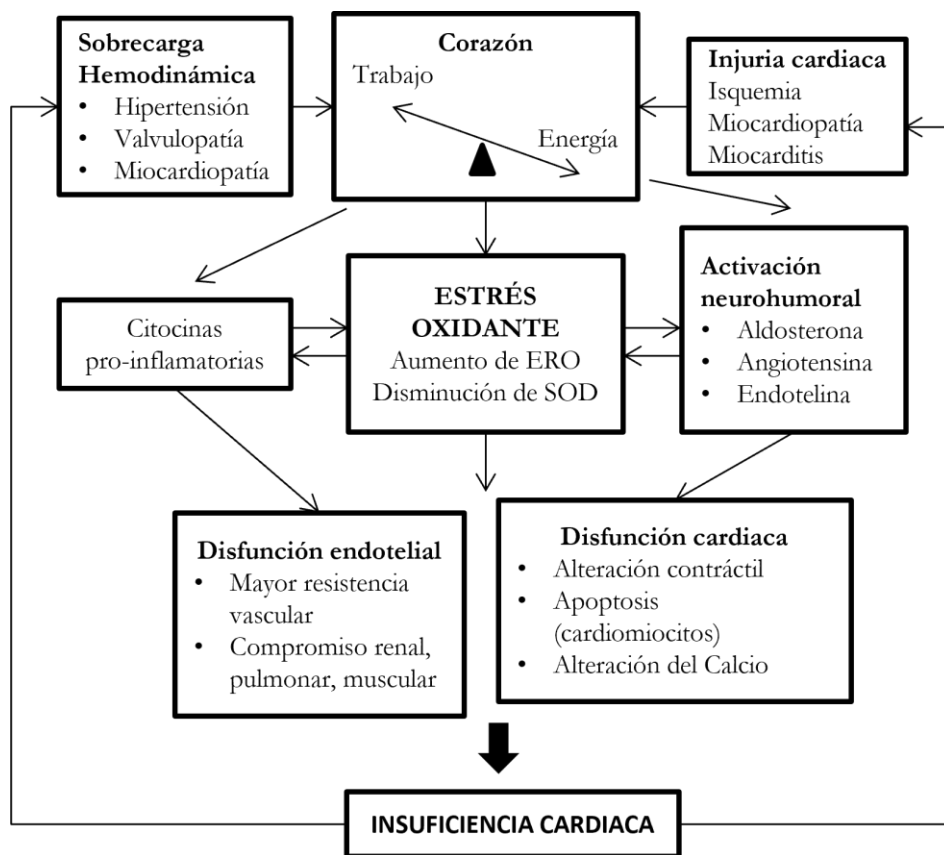 Sobrecarga
Hemodinámica
• Hipertensión
• Valvulopatía
• Miocardiopatía
Corazón
Trabajo
Energía
Injuria cardiaca
Isquemia
Miocardiopatía
Miocarditis
Citocinas
pro-inflamatorias
ESTRÉS
OXIDANTE
Aumento de ERO
Disminución de SOD
Activación
neurohumoral
• Aldosterona
• Angiotensina
• Endotelina
Disfunción endotelial
• Mayor resistencia
vascular
• Compromiso renal,
pulmonar, muscular
Disfunción cardiaca
• Alteración contráctil
• Apoptosis
(cardiomiocitos)
• Alteración del Calcio
INSUFICIENCIA CARDIACA